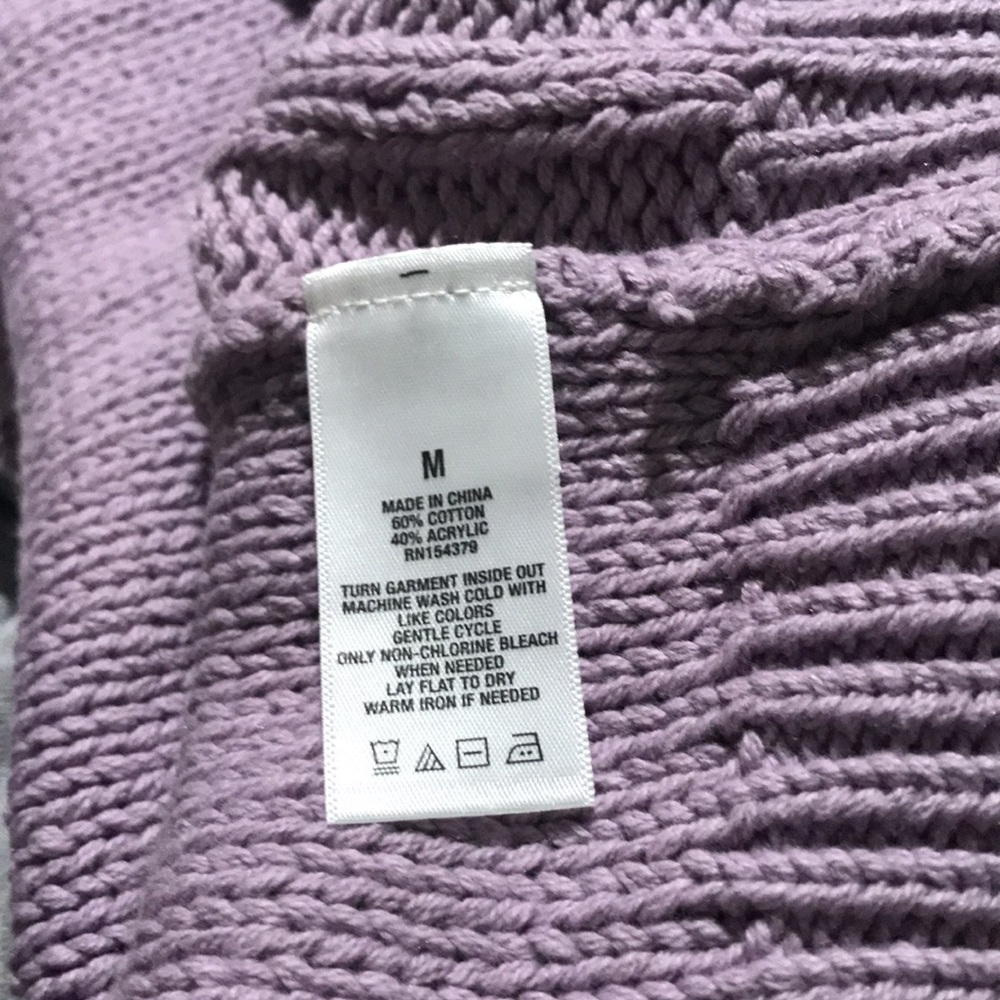 M
MADE IN CHINA
60% COTTON
40% ACRYLIC
RN154379
TURN GARMENT INSIDE OUT
MACHINE WASH COLD WITH
LIKE COLORS
GENTLE CYCLE
ONLY NON-CHLORINE BLEACH
WHEN NEEDED
LAY FLAT TO DRY
WARM IRON IF NEEDED